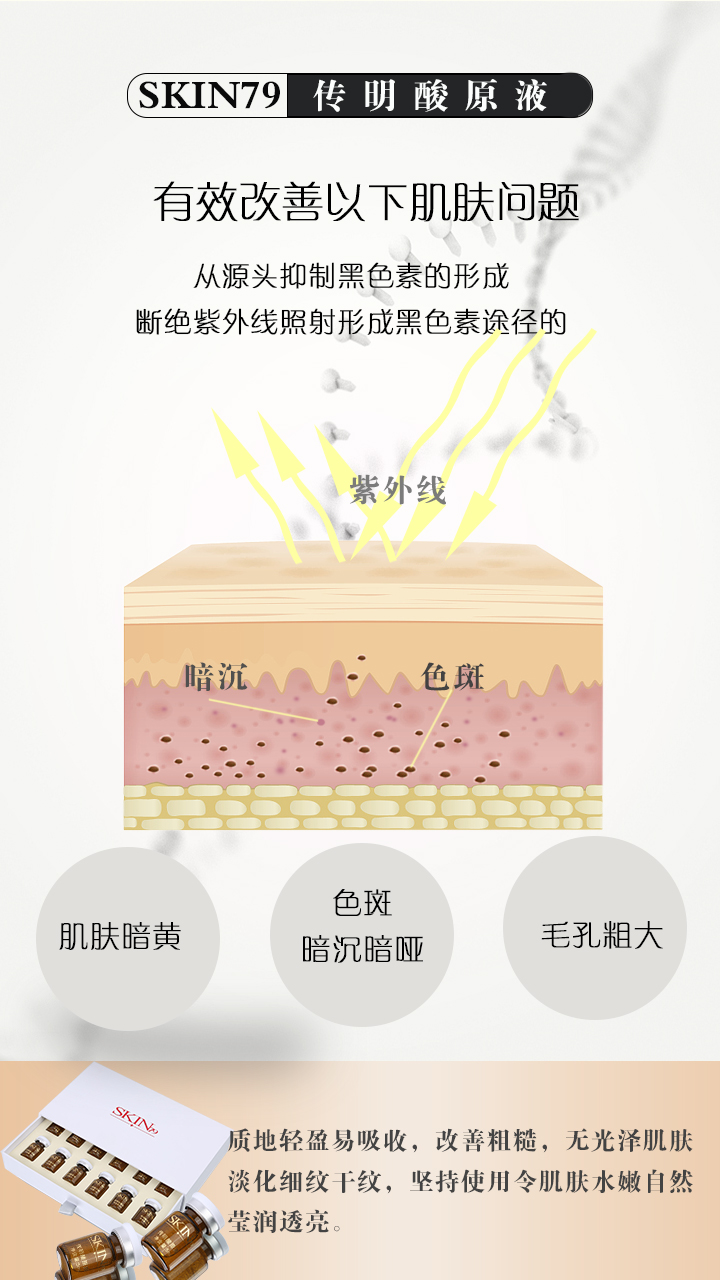 SKIN79 传明酸原液
有效改善以下肌肤问题
从源头抑制黑色素的形成
断绝紫外线照射形成黑色素途径的
紫外线
暗沉 色斑
肌肤暗黄
色斑
暗沉暗哑
毛孔粗大
SKIN79
质地轻盈易吸收，改善粗糙，无光泽肌肤
淡化细纹干纹，坚持使用令肌肤水嫩自然
莹润透亮。